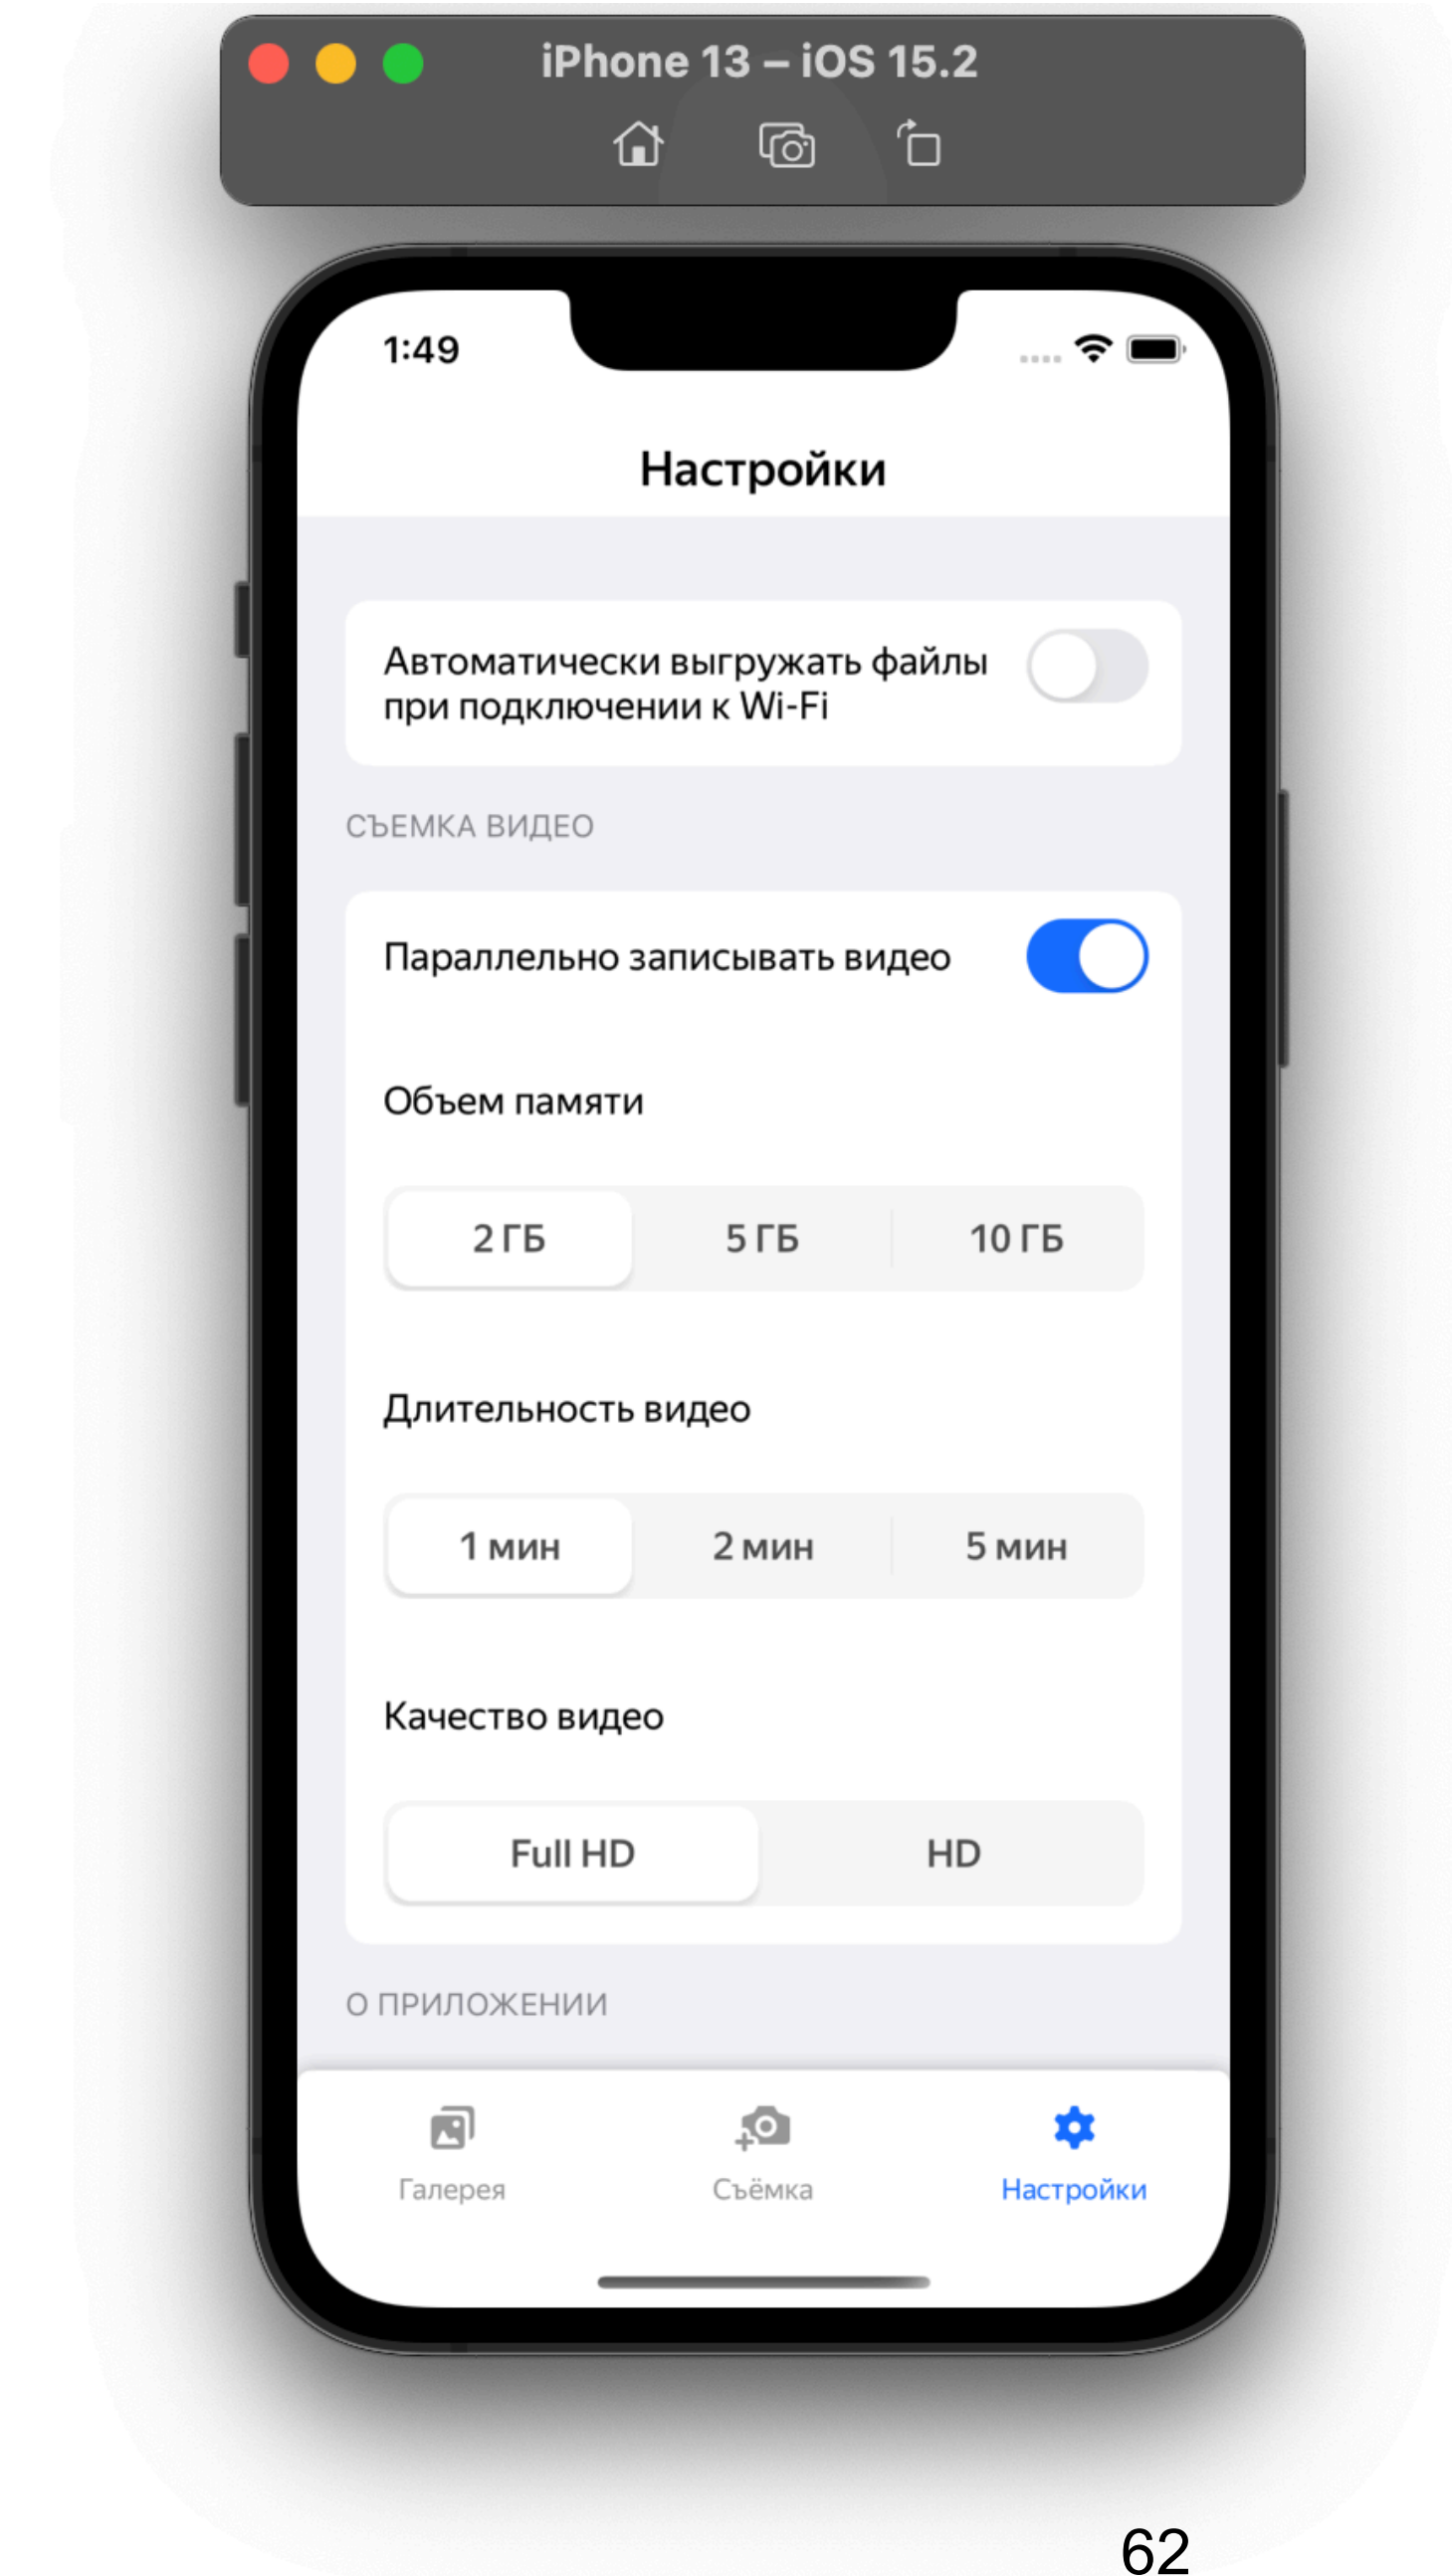 iPhone 13 – iOS 15.2
1:49
Настройки
Автоматически выгружать файлы
при подключении к Wi-Fi
СЪЕМКА ВИДЕО
Параллельно записывать видео
Объем памяти
2 ГБ 5 ГБ 10 ГБ
Длительность видео
1 мин 2 мин 5 мин
Качество видео
Full HD HD
О ПРИЛОЖЕНИИ
Галерея Съёмка Настройки
62